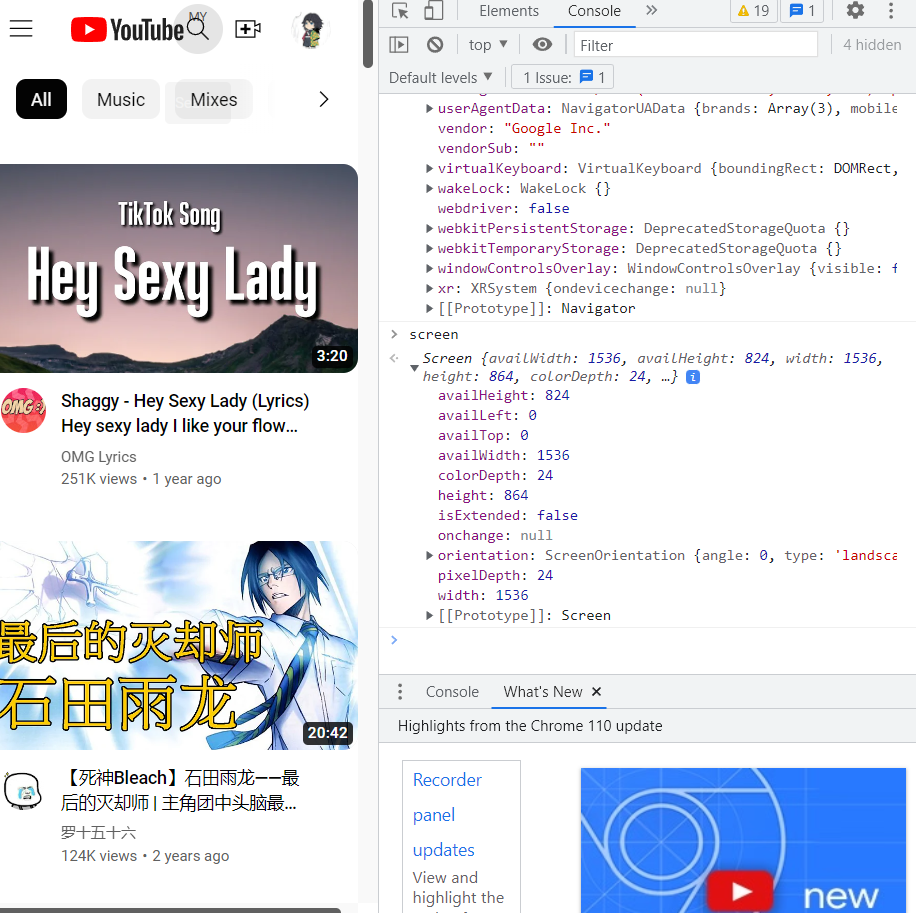 YouTube
MY
All
Music
Mixes
TikTok Song
Hey Sexy Lady
3:20
Shaggy - Hey Sexy Lady (Lyrics)
Hey sexy lady I like your flow...
OMG :)
OMG Lyrics
251K views • 1 year ago
最后的灭却师
石田雨龙
20:42
【死神Bleach】石田雨龙——最
后的灭却师 | 主角团中头脑最...
罗十五十六
124K views • 2 years ago
Elements
Console
19
1
top
Filter
4 hidden
Default levels
1 Issue:
1
userAgentData: NavigatorUAData {brands: Array(3), mobile
vendor: "Google Inc."
vendorSub: ""
virtualKeyboard: VirtualKeyboard {boundingRect: DOMRect,
wakeLock: WakeLock {}
webdriver: false
webkitPersistentStorage: DeprecatedStorageQuota {}
webkitTemporaryStorage: DeprecatedStorageQuota {}
windowControlsOverlay: WindowControlsOverlay {visible: f
xr: XRSystem {ondevicechange: null}
[[Prototype]]: Navigator
screen
Screen {availWidth: 1536, availHeight: 824, width: 1536,
height: 864, colorDepth: 24, …}
availHeight: 824
availLeft: 0
availTop: 0
availWidth: 1536
colorDepth: 24
height: 864
isExtended: false
onchange: null
orientation: ScreenOrientation {angle: 0, type: 'landsca
pixelDepth: 24
width: 1536
[[Prototype]]: Screen
Console
What's New
Highlights from the Chrome 110 update
Recorder
panel
updates
View and
highlight the
new